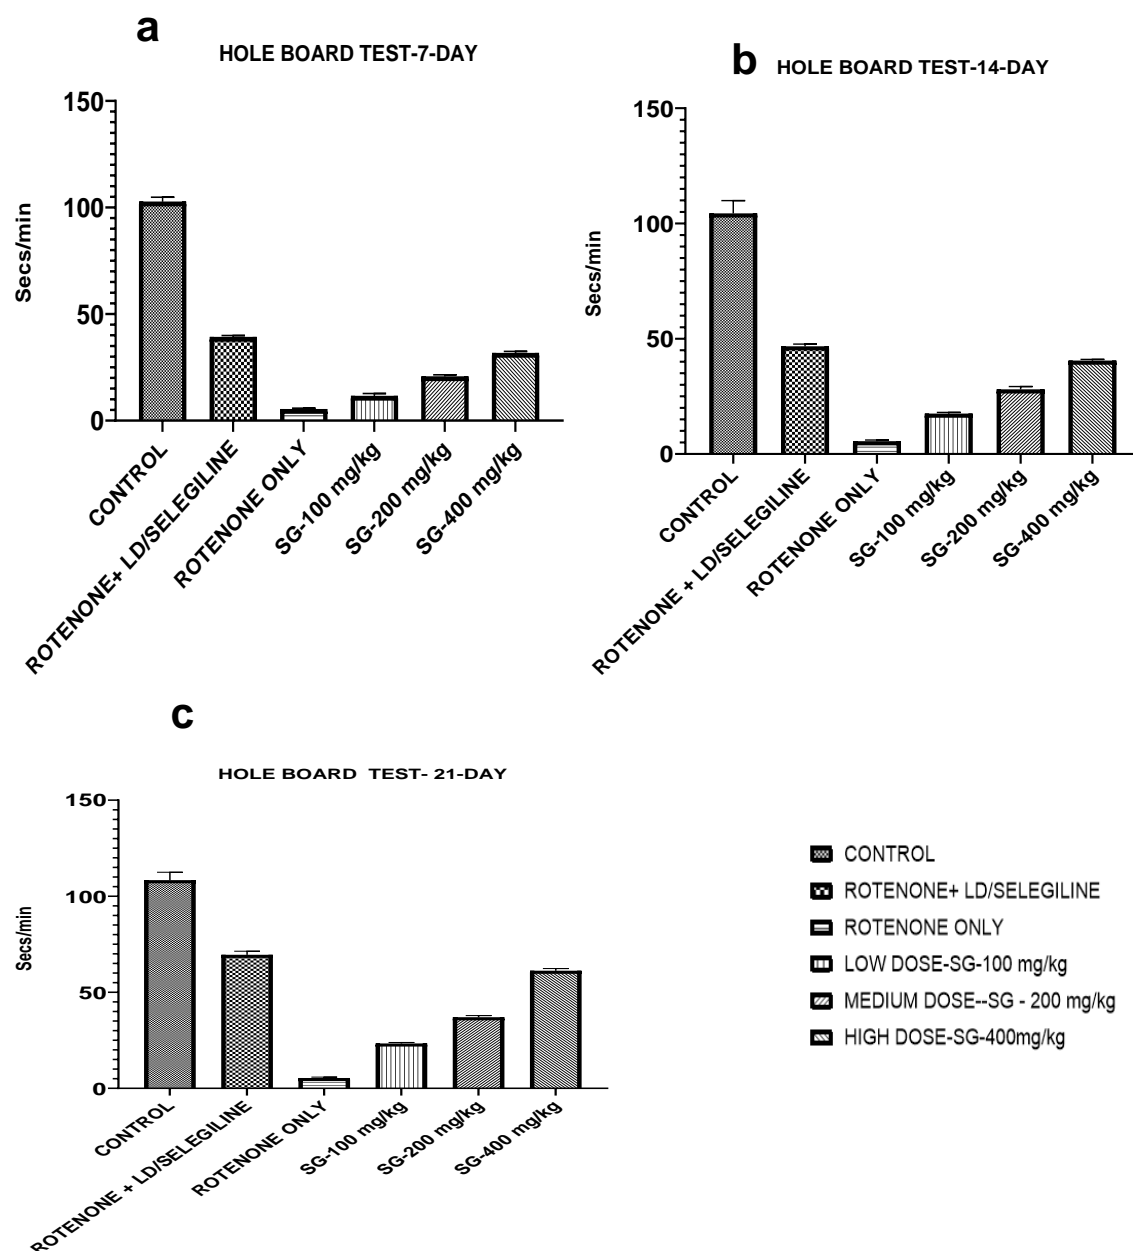 a
HOLE BOARD TEST-7-DAY
Secs/min
150
100
50
0
CONTROL
ROTENONE+ LD/SELEGILINE
ROTENONE ONLY
SG-100 mg/kg
SG-200 mg/kg
SG-400 mg/kg
b
HOLE BOARD TEST-14-DAY
Secs/min
150
100
50
0
CONTROL
ROTENONE + LD/SELEGILINE
ROTENONE ONLY
SG-100 mg/kg
SG-200 mg/kg
SG-400 mg/kg
c
HOLE BOARD TEST- 21-DAY
Secs/min
150
100
50
0
CONTROL
ROTENONE + LD/SELEGILINE
ROTENONE ONLY
SG-100 mg/kg
SG-200 mg/kg
SG-400 mg/kg
CONTROL
ROTENONE+ LD/SELEGILINE
ROTENONE ONLY
LOW DOSE-SG-100 mg/kg
MEDIUM DOSE--SG - 200 mg/kg
HIGH DOSE-SG-400mg/kg